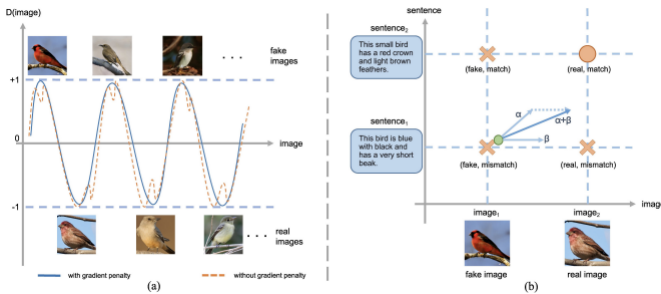 D(image)
fake
images
+1
0
image
-1
real
images
with gradient penalty
without gradient penalty
(a)
sentence
sentence₂
This small bird
has a red crown
and light brown
feathers.
(fake, match)
(real, match)
sentence₁
This bird is blue
with black and
has a very short
beak.
α
α+β
β
(fake, mismatch)
(real, mismatch)
image
image₁
image₂
fake image
real image
(b)